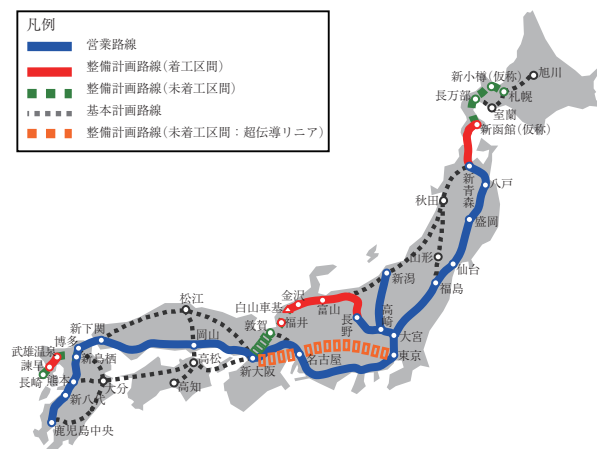 凡例
営業路線
整備計画路線(着工区間)
整備計画路線(未着工区間)
基本計画路線
整備計画路線(未着工区間：超伝導リニア)
旭川
新小樽(仮称)
長万部
札幌
室蘭
新函館(仮称)
新青森
八戸
秋田
盛岡
山形
仙台
新潟
福島
松江
白山車基
金沢
富山
長野
高崎
敦賀
福井
大宮
新下関
博多
岡山
武雄温泉
新鳥栖
高松
新大阪
名古屋
東京
諫早
長崎
熊本
大分
高知
新八代
鹿児島中央